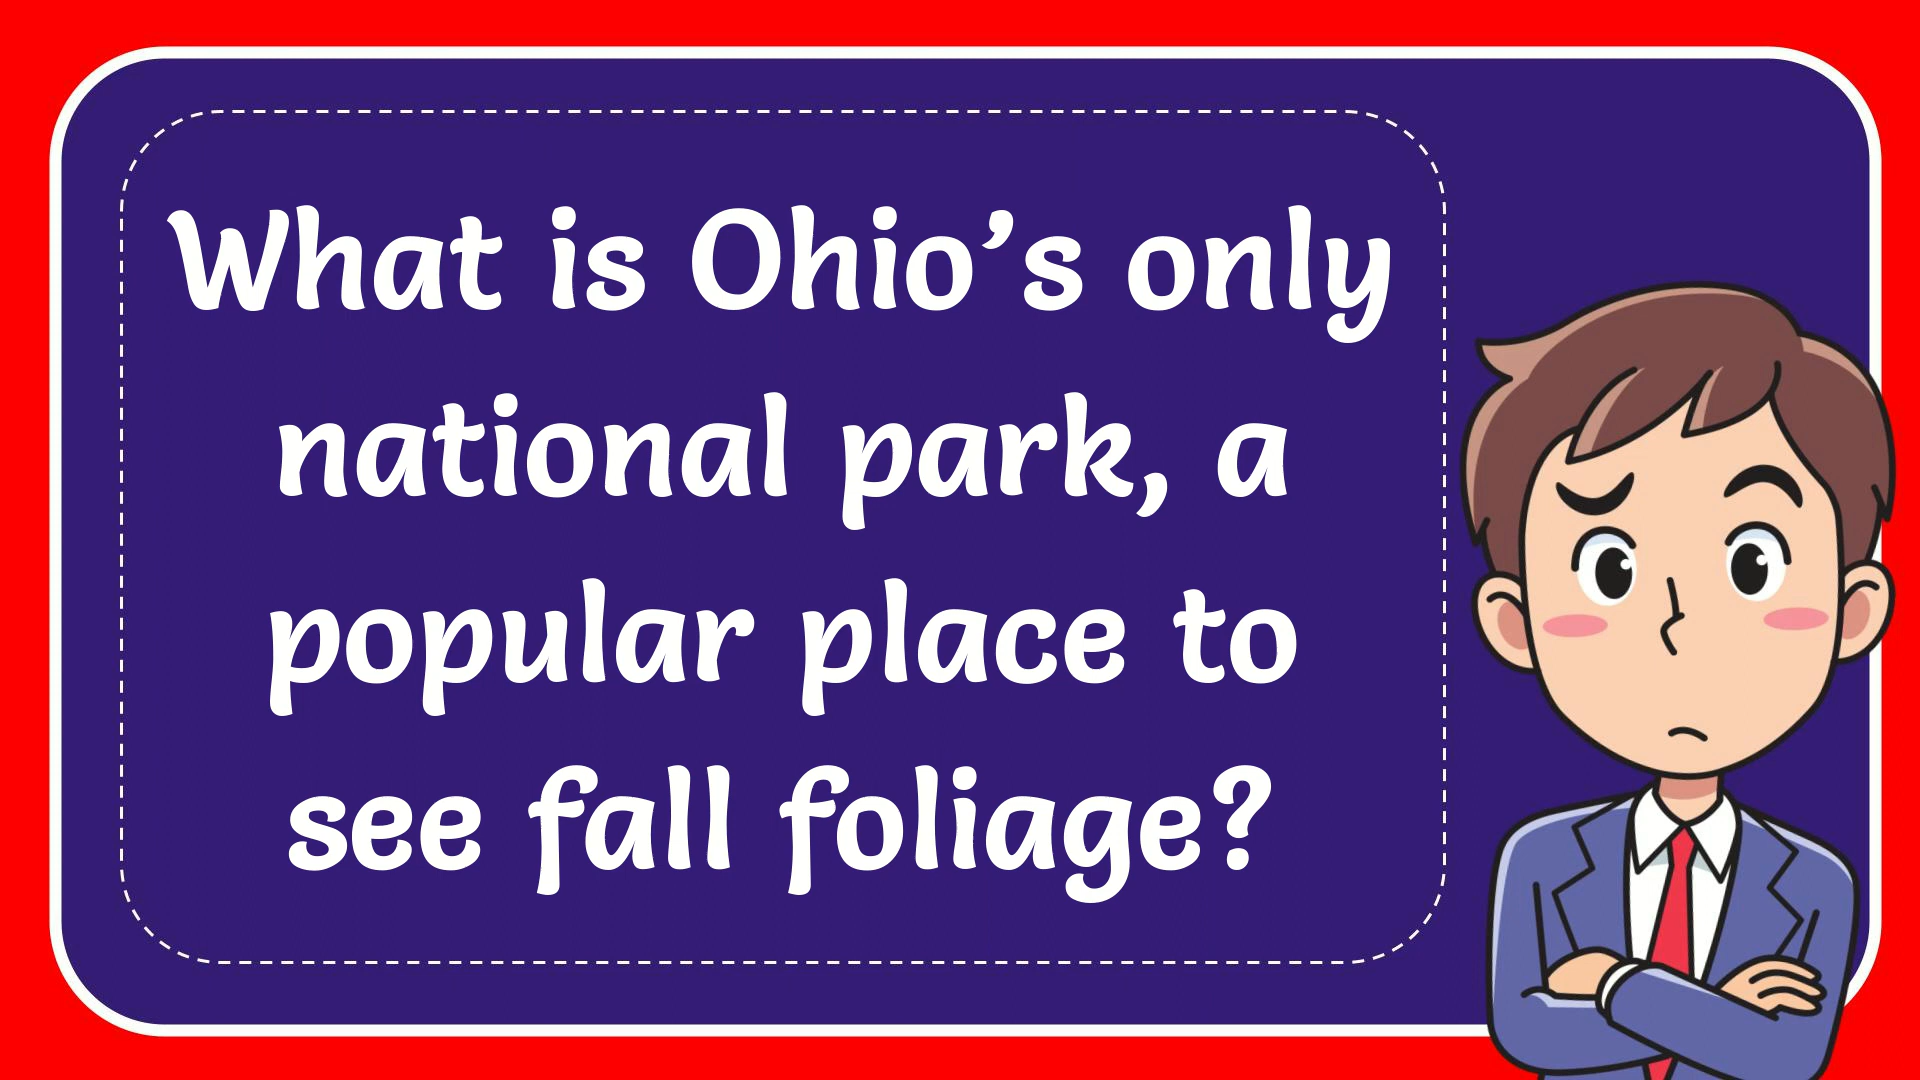 What is Ohio’s only
national park, a
popular place to
see fall foliage?